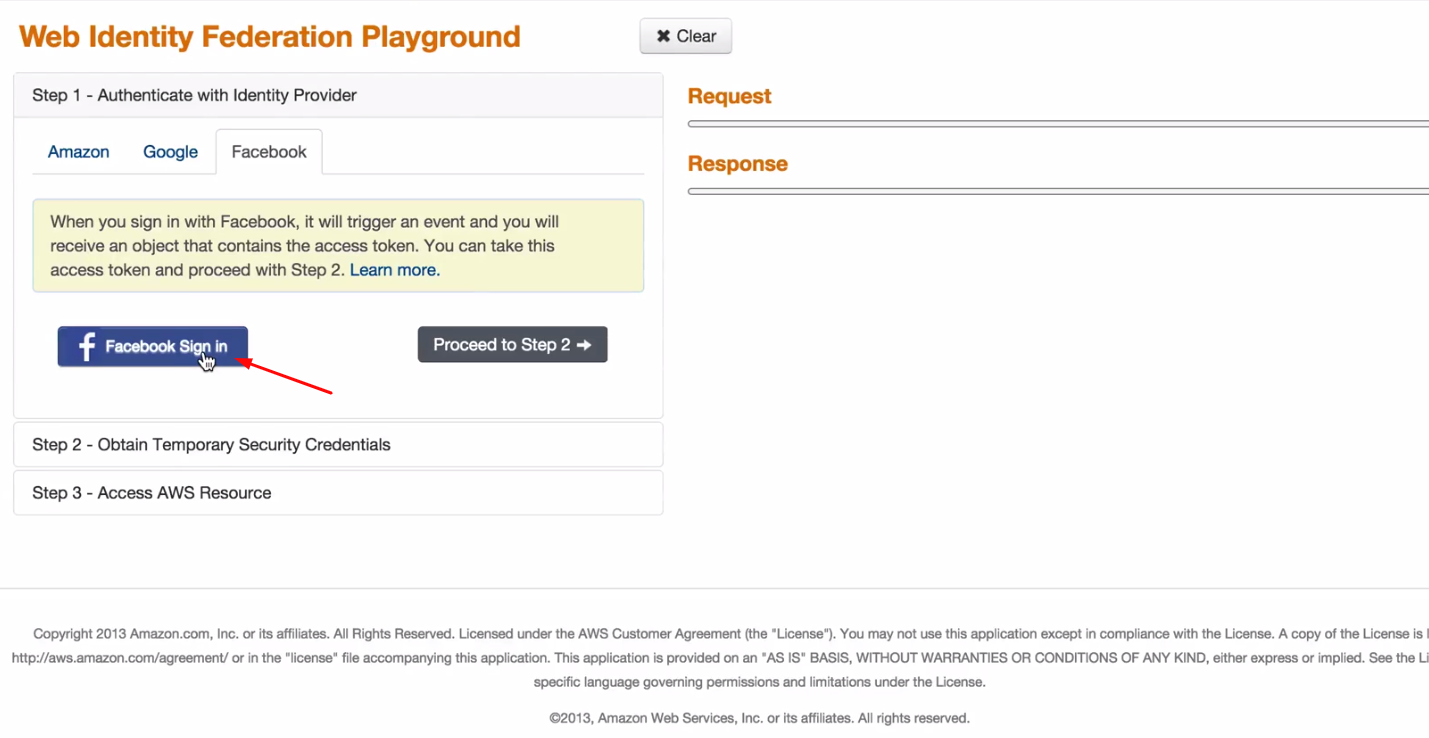 Web Identity Federation Playground
✖ Clear
Step 1 - Authenticate with Identity Provider
Amazon
Google
Facebook
When you sign in with Facebook, it will trigger an event and you will
receive an object that contains the access token. You can take this
access token and proceed with Step 2. Learn more.
f Facebook Sign in
Proceed to Step 2 ➔
Step 2 - Obtain Temporary Security Credentials
Step 3 - Access AWS Resource
Request
Response
Copyright 2013 Amazon.com, Inc. or its affiliates. All Rights Reserved. Licensed under the AWS Customer Agreement (the "License"). You may not use this application except in compliance with the License. A copy of the License is
http://aws.amazon.com/agreement/ or in the "license" file accompanying this application. This application is provided on an "AS IS" BASIS, WITHOUT WARRANTIES OR CONDITIONS OF ANY KIND, either express or implied. See the
specific language governing permissions and limitations under the License.
©2013, Amazon Web Services, Inc. or its affiliates. All rights reserved.